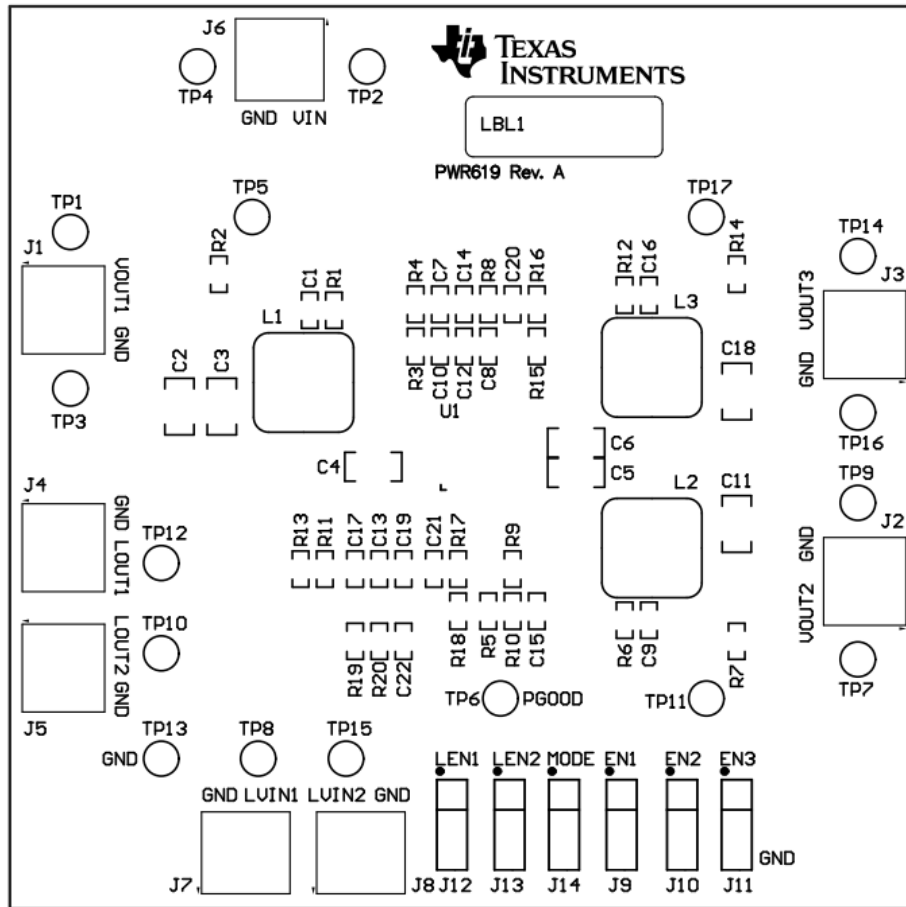 J6
TEXAS
INSTRUMENTS
TP4
TP2
GND VIN
LBL1
PWR619 Rev. A
TP5
TP17
TP1
TP14
J1
R2
R14
J3
VOUT1 GND
C1
R1
R4
C7
C14
R8
C20
R16
R12
C16
GND VOUT3
L1
L3
C2
C3
C18
R3
C10
C12
C8
R15
TP3
U1
TP16
C6
C4
C5
J4
L2
C11
TP9
J2
GND LOUT1
TP12
R13
R11
C17
C13
C19
C21
R17
R9
VOUT2 GND
LOUT2 GND
TP10
R18
R5
R10
C15
R6
C9
R7
R19
R20
C22
TP7
J5
TP6
PGOOD
TP11
TP13
TP8
TP15
GND
LEN1
LEN2
MODE
EN1
EN2
EN3
GND LVIN1
LVIN2 GND
GND
J7
J8
J12
J13
J14
J9
J10
J11